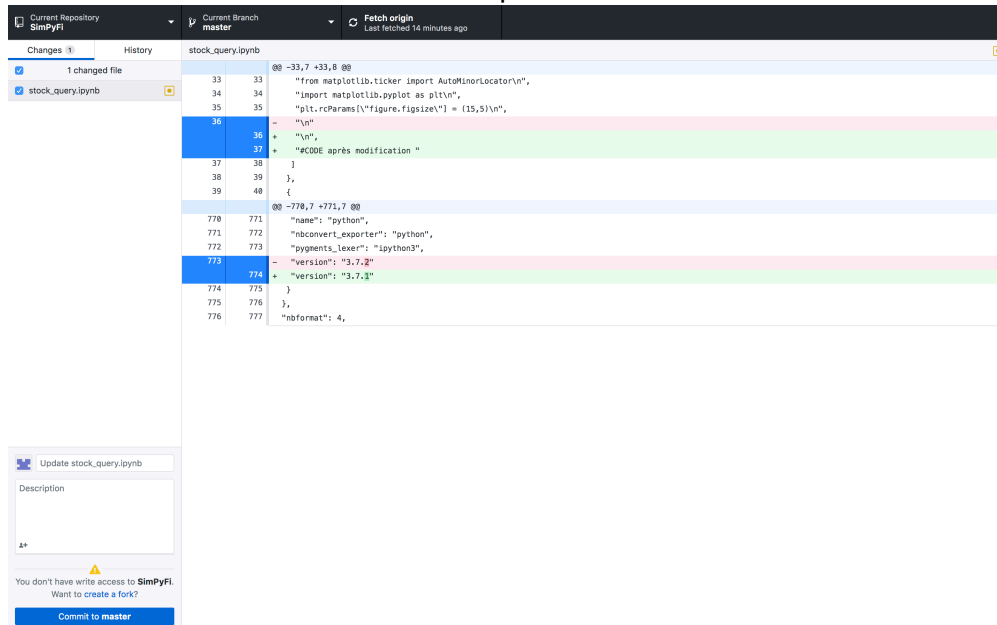 Current Repository
SimPyFi
Current Branch
master
Fetch origin
Last fetched 14 minutes ago
Changes 1 History
stock_query.ipynb
1 changed file
stock_query.ipynb
@@ -33,7 +33,8 @@
33 33 "from matplotlib.ticker import AutoMinorLocator\n",
34 34 "import matplotlib.pyplot as plt\n",
35 35 "plt.rcParams[\"figure.figsize\"] = (15,5)\n",
36 - "\n"
36 + "\n",
37 + "#CODE après modification "
37 38 ]
38 39 },
39 40 {
@@ -770,7 +771,7 @@
770 771 "name": "python",
771 772 "nbconvert_exporter": "python",
772 773 "pygments_lexer": "ipython3",
773 - "version": "3.7.2"
774 + "version": "3.7.1"
774 775 }
775 776 },
776 777 "nbformat": 4,
Update stock_query.ipynb
Description
You don't have write access to SimPyFi.
Want to create a fork?
Commit to master